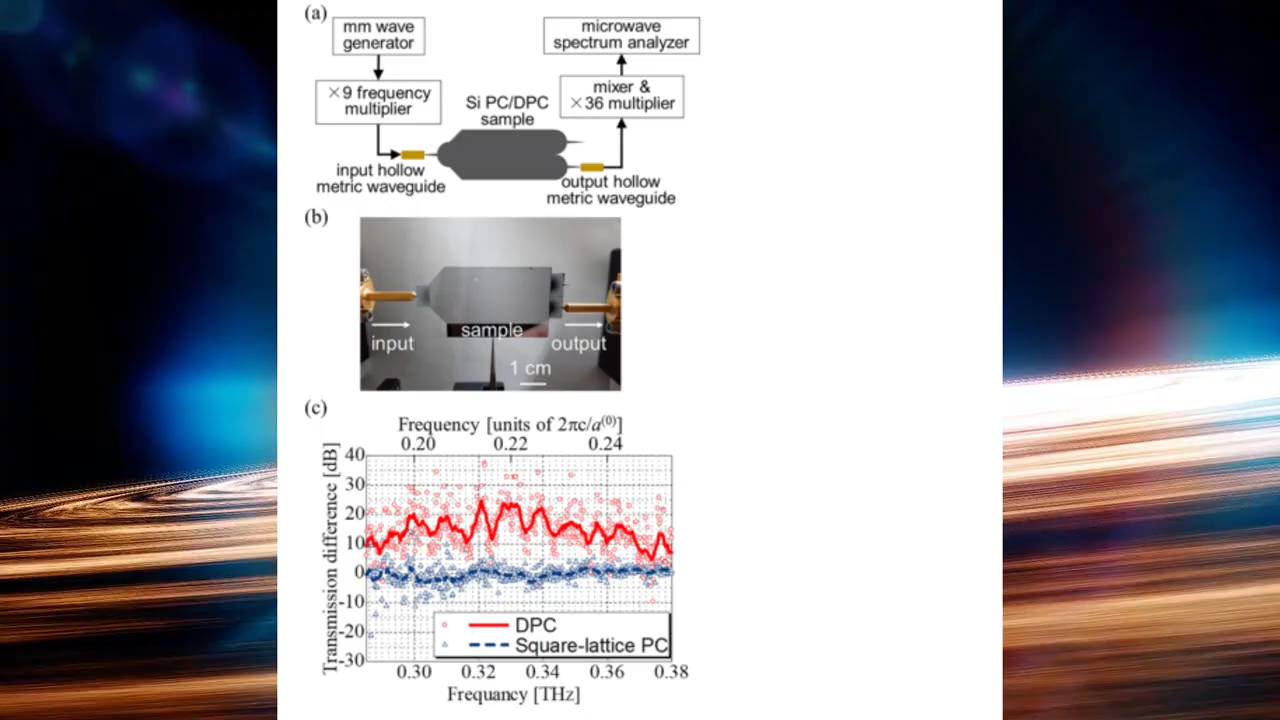 (a)
mm wave
generator
microwave
spectrum analyzer
×9 frequency
multiplier
mixer &
×36 multiplier
Si PC/DPC
sample
input hollow
metric waveguide
output hollow
metric waveguide
(b)
sample
input
output
1 cm
(c)
Frequency [units of 2πc/a(0)]
0.20 0.22 0.24
Transmission difference [dB]
40
30
20
10
0
-10
-20
-30
DPC
Square-lattice PC
0.30 0.32 0.34 0.36 0.38
Frequancy [THz]